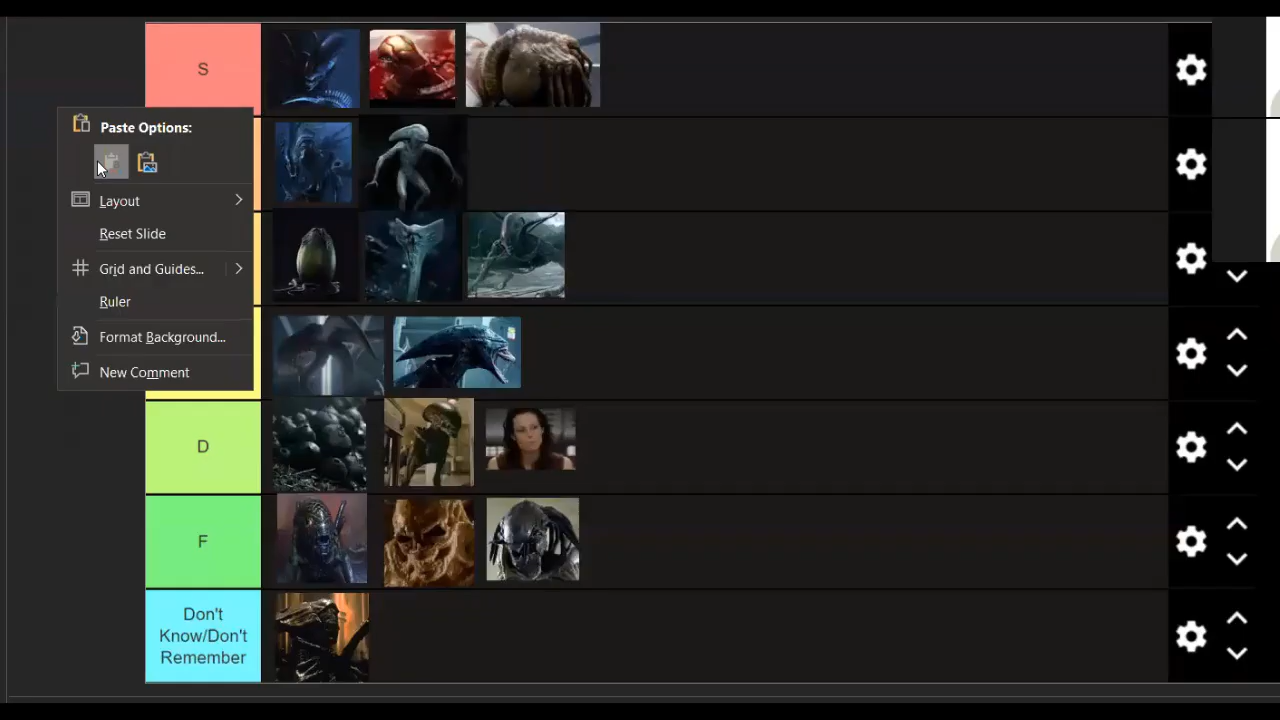 S
Paste Options:
Layout
Reset Slide
Grid and Guides...
Ruler
Format Background...
New Comment
D
F
Don't
Know/Don't
Remember